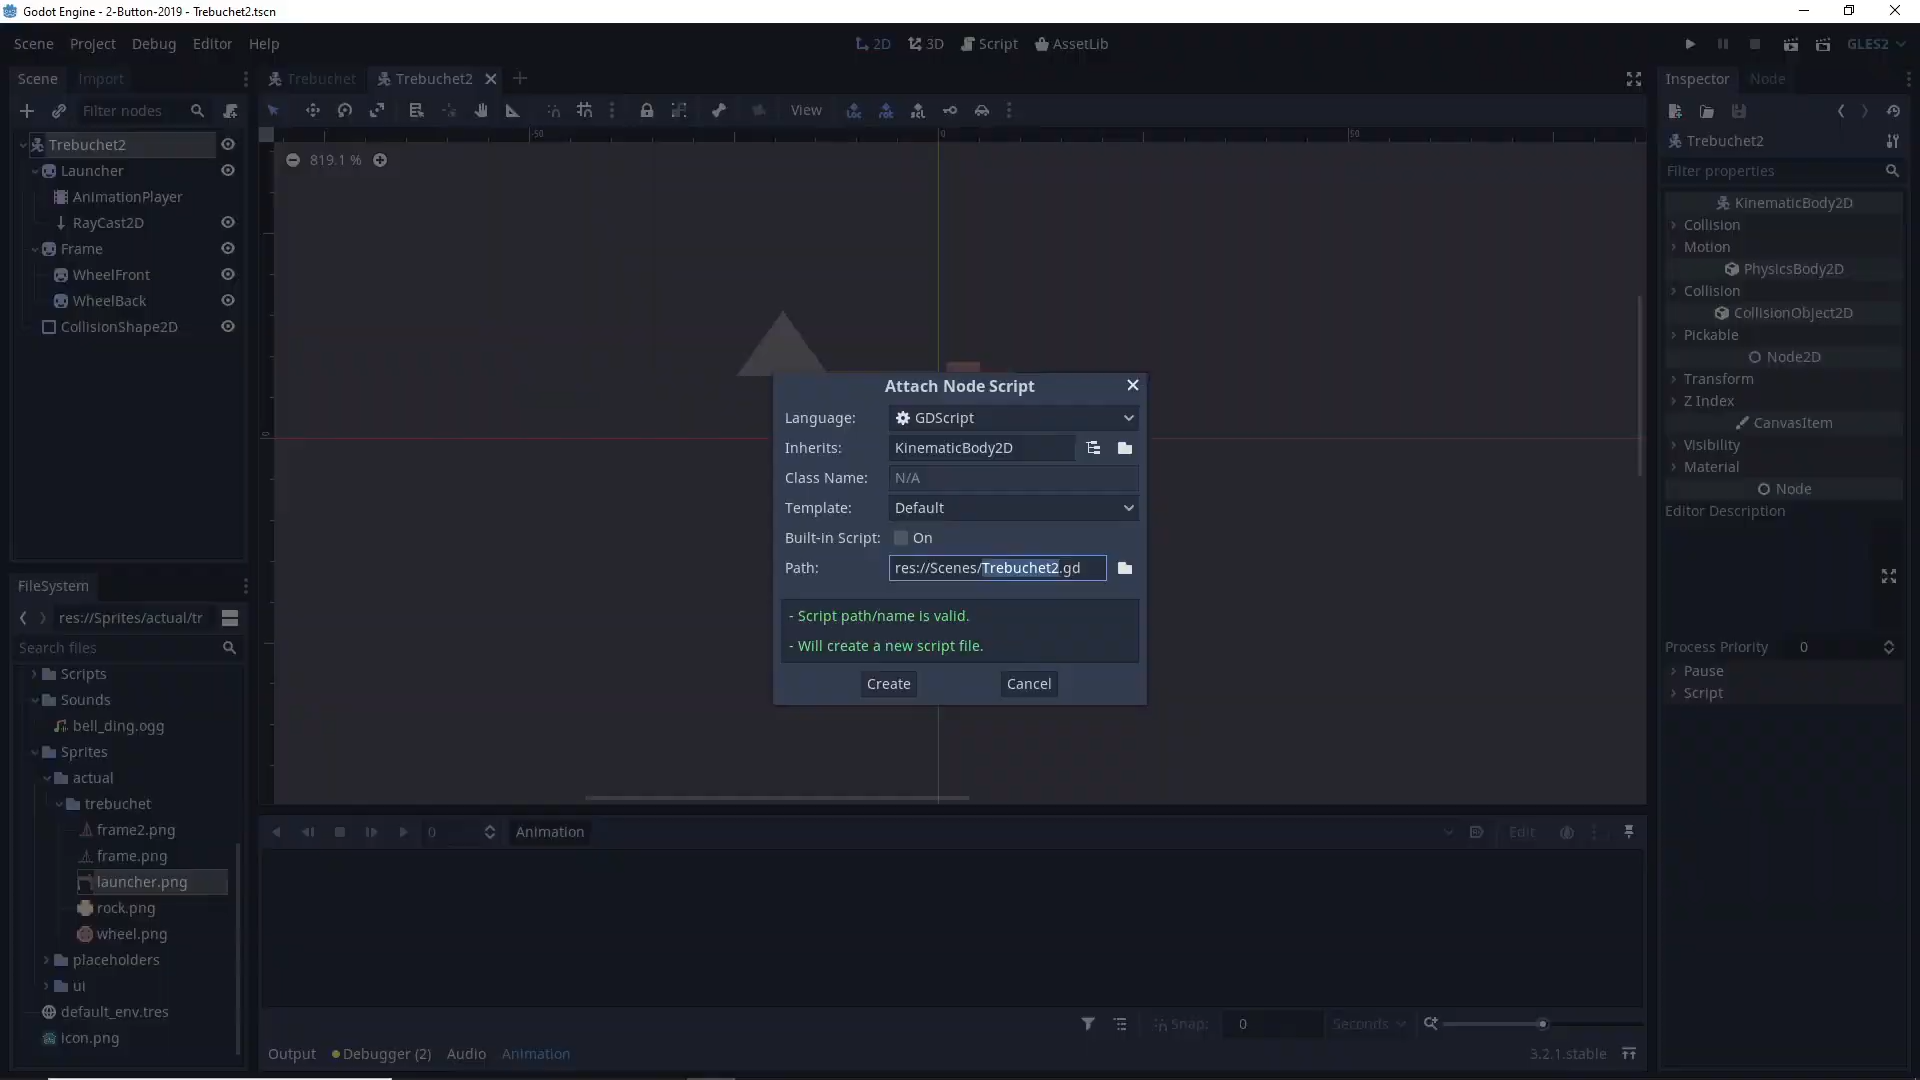 Godot Engine - 2-Button-2019 - Trebuchet2.tscn
Scene Project Debug Editor Help
2D 3D Script AssetLib
GLES2
Scene Import
Filter nodes
Trebuchet2
Launcher
AnimationPlayer
RayCast2D
Frame
WheelFront
WheelBack
CollisionShape2D
FileSystem
res://Sprites/actual/tr
Search files
Scripts
Sounds
bell_ding.ogg
Sprites
actual
trebuchet
frame2.png
frame.png
launcher.png
rock.png
wheel.png
placeholders
ui
default_env.tres
icon.png
Trebuchet Trebuchet2
View
-50 0 50
819.1 %
0
Attach Node Script
Language: GDScript
Inherits: KinematicBody2D
Class Name: N/A
Template: Default
Built-in Script: On
Path: res://Scenes/Trebuchet2.gd
- Script path/name is valid.
- Will create a new script file.
Create Cancel
0 Animation Edit
Snap: 0 Seconds
Output Debugger (2) Audio Animation 3.2.1.stable
Inspector Node
Trebuchet2
Filter properties
KinematicBody2D
Collision
Motion
PhysicsBody2D
Collision
CollisionObject2D
Pickable
Node2D
Transform
Z Index
CanvasItem
Visibility
Material
Node
Editor Description
Process Priority 0
Pause
Script